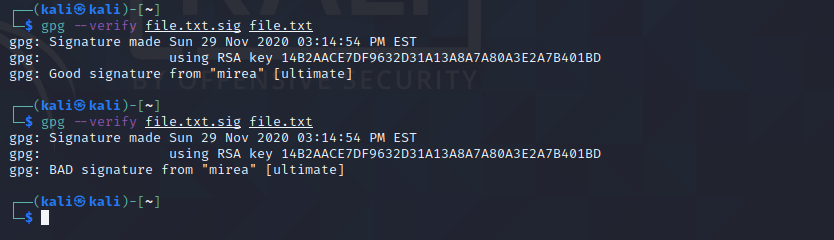 ┌──(kali㉿kali)-[~]
└─$ gpg --verify file.txt.sig file.txt
gpg: Signature made Sun 29 Nov 2020 03:14:54 PM EST
gpg:                using RSA key 14B2AACE7DF9632D31A13A8A7A80A3E2A7B401BD
gpg: Good signature from "mirea" [ultimate]
BY OFFENSIVE SECURITY
┌──(kali㉿kali)-[~]
└─$ gpg --verify file.txt.sig file.txt
gpg: Signature made Sun 29 Nov 2020 03:14:54 PM EST
gpg:                using RSA key 14B2AACE7DF9632D31A13A8A7A80A3E2A7B401BD
gpg: BAD signature from "mirea" [ultimate]
┌──(kali㉿kali)-[~]
└─$